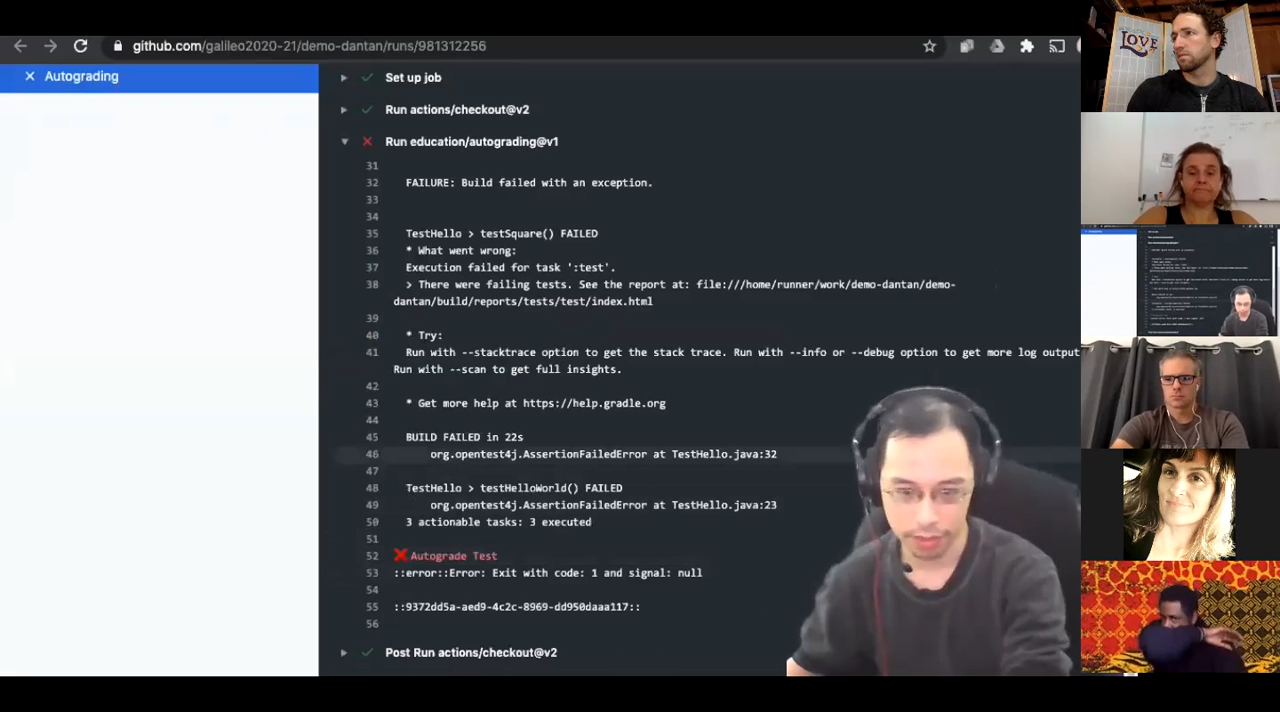 github.com/galileo2020-21/demo-dantan/runs/981312256
Autograding
Set up job
Run actions/checkout@v2
Run education/autograding@v1
31
32 FAILURE: Build failed with an exception.
33
34
35 TestHello > testSquare() FAILED
36 * What went wrong:
37 Execution failed for task ':test'.
38 > There were failing tests. See the report at: file:///home/runner/work/demo-dantan/demo-
dantan/build/reports/tests/test/index.html
39
40 * Try:
41 Run with --stacktrace option to get the stack trace. Run with --info or --debug option to get more log output
Run with --scan to get full insights.
42
43 * Get more help at https://help.gradle.org
44
45 BUILD FAILED in 22s
46 org.opentest4j.AssertionFailedError at TestHello.java:32
47
48 TestHello > testHelloWorld() FAILED
49 org.opentest4j.AssertionFailedError at TestHello.java:23
50 3 actionable tasks: 3 executed
51
52 ❌ Autograde Test
53 ::error::Error: Exit with code: 1 and signal: null
54
55 ::9372dd5a-aed9-4c2c-8969-dd950daaa117::
56
Post Run actions/checkout@v2
LOVE